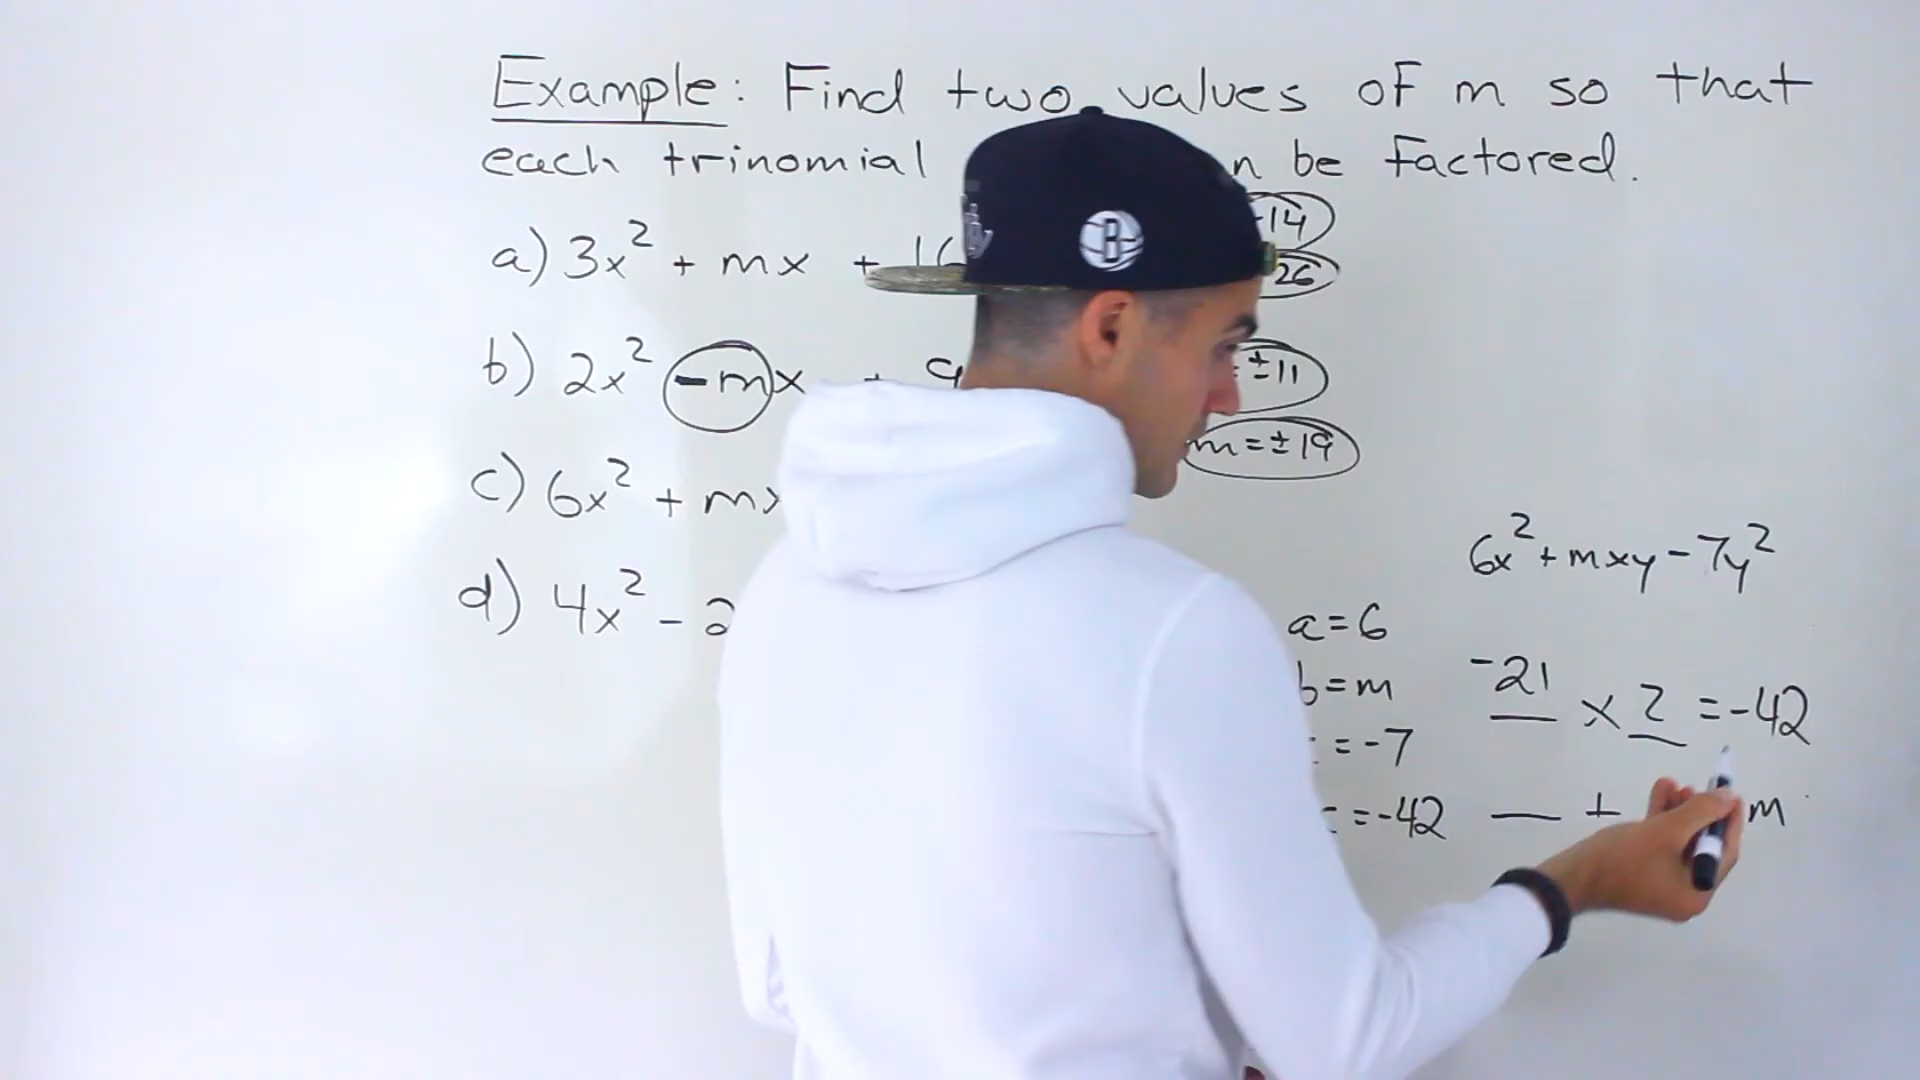 Example: Find two values of m so that
each trinomial be factored.
a) 3x² + mx +
14
26
b) 2x² -mx +
= ±11
m = ±19
c) 6x² + mx
d) 4x² - 2
6x² + mxy - 7y²
a = 6
b = m
= -7
= -42
-21 × 2 = -42
__ + m
B